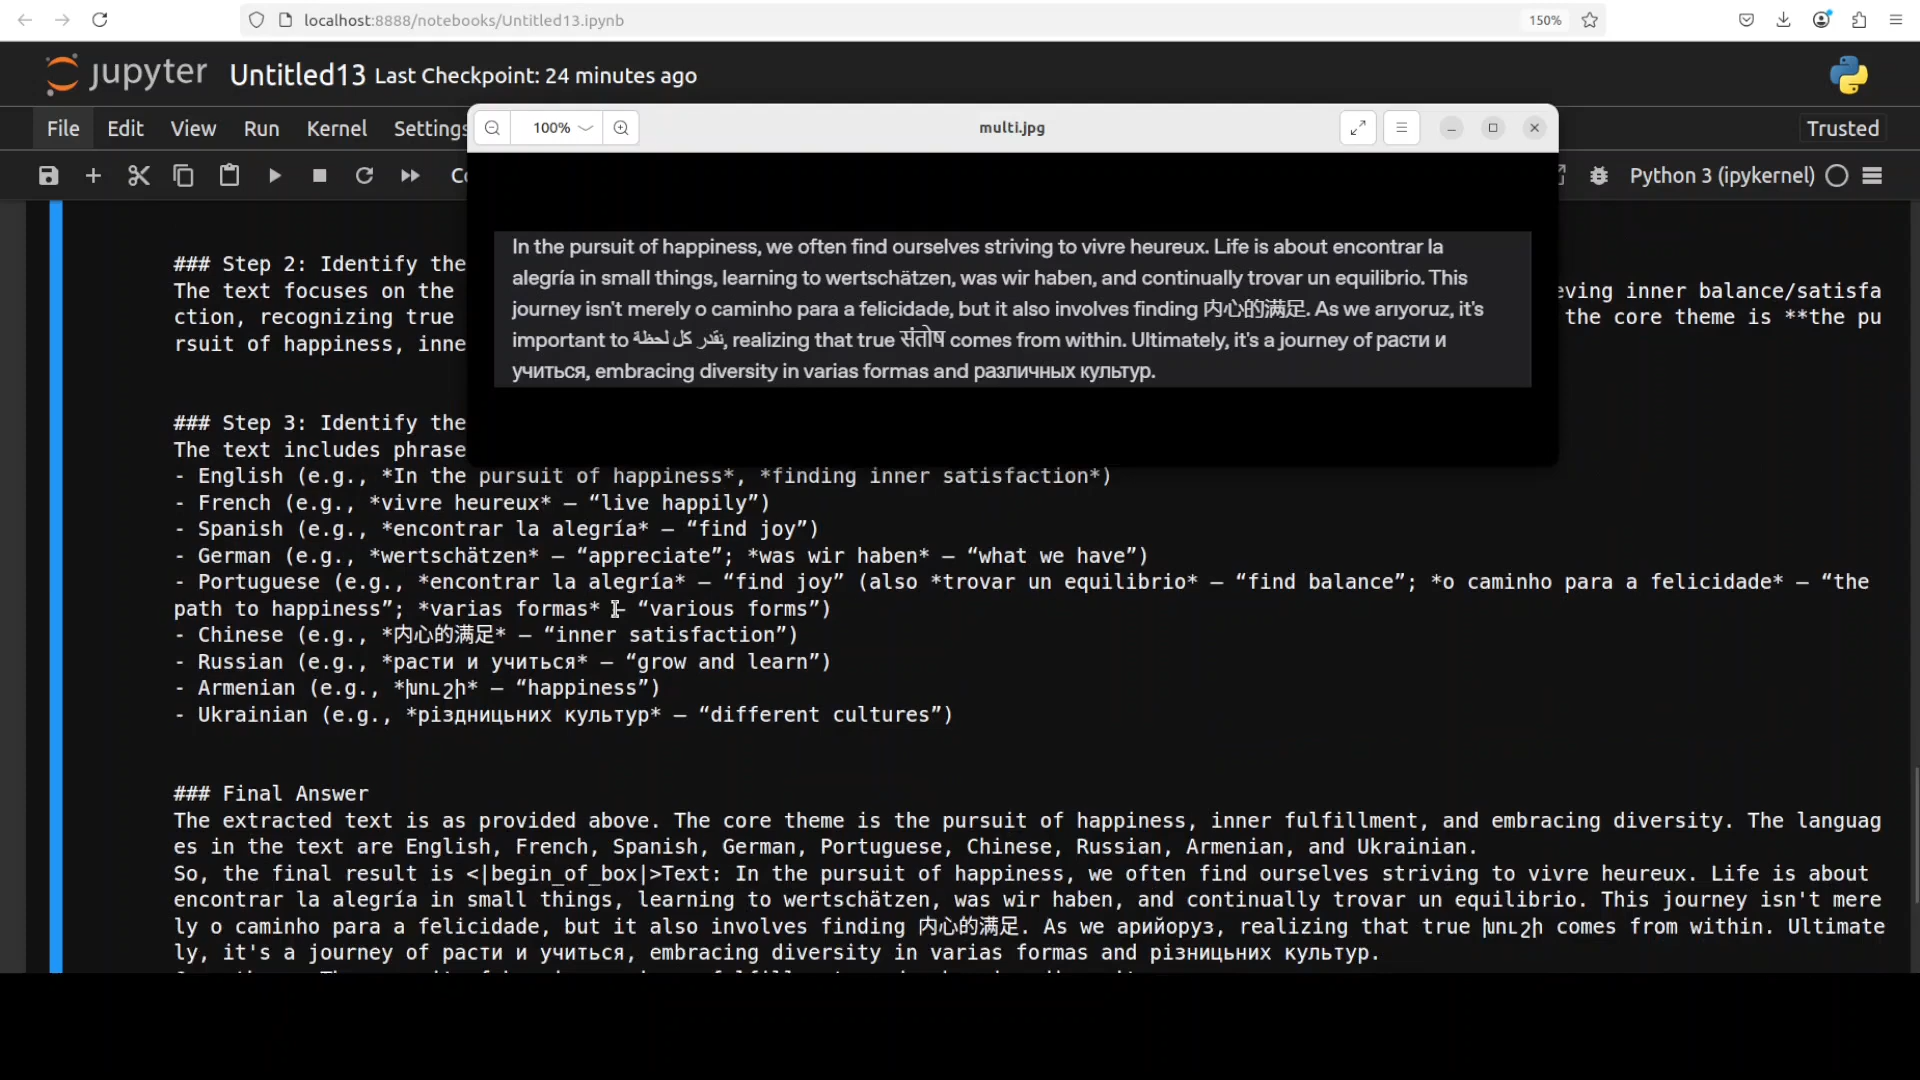 localhost:8888/notebooks/Untitled13.ipynb
150%
jupyter Untitled13 Last Checkpoint: 24 minutes ago
File Edit View Run Kernel Settings
Trusted
100%
multi.jpg
Python 3 (ipykernel)
In the pursuit of happiness, we often find ourselves striving to vivre heureux. Life is about encontrar la
alegría in small things, learning to wertschätzen, was wir haben, and continually trovar un equilibrio. This
journey isn't merely o caminho para a felicidade, but it also involves finding 内心的满足. As we arıyoruz, it's
important to نقدر كل لحظة, realizing that true संतोष comes from within. Ultimately, it's a journey of расти и
учиться, embracing diversity in varias formas and различных культур.
### Step 2: Identify the
The text focuses on the eving inner balance/satisfa
ction, recognizing true the core theme is **the pu
rsuit of happiness, inne
### Step 3: Identify the
The text includes phrase
- English (e.g., *In the pursuit of happiness*, *finding inner satisfaction*)
- French (e.g., *vivre heureux* – “live happily”)
- Spanish (e.g., *encontrar la alegría* – “find joy”)
- German (e.g., *wertschätzen* – “appreciate”; *was wir haben* – “what we have”)
- Portuguese (e.g., *encontrar la alegría* – “find joy” (also *trovar un equilibrio* – “find balance”; *o caminho para a felicidade* – “the
path to happiness”; *varias formas* – “various forms”)
- Chinese (e.g., *内心的满足* – “inner satisfaction”)
- Russian (e.g., *расти и учиться* – “grow and learn”)
- Armenian (e.g., *խուշի* – “happiness”)
- Ukrainian (e.g., *різдницьних культур* – “different cultures”)
### Final Answer
The extracted text is as provided above. The core theme is the pursuit of happiness, inner fulfillment, and embracing diversity. The languag
es in the text are English, French, Spanish, German, Portuguese, Chinese, Russian, Armenian, and Ukrainian.
So, the final result is <|begin_of_box|>Text: In the pursuit of happiness, we often find ourselves striving to vivre heureux. Life is about
encontrar la alegría in small things, learning to wertschätzen, was wir haben, and continually trovar un equilibrio. This journey isn't mere
ly o caminho para a felicidade, but it also involves finding 内心的满足. As we арийоруз, realizing that true խուշի comes from within. Ultimate
ly, it's a journey of расти и учиться, embracing diversity in varias formas and різницьних культур.